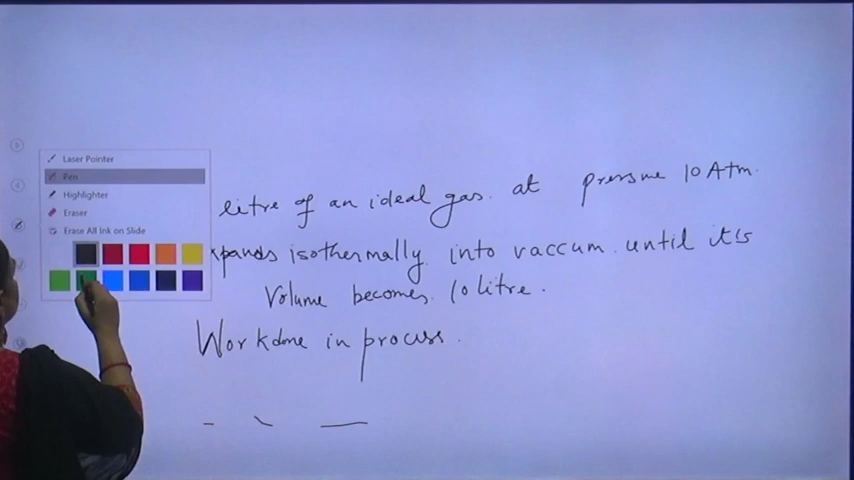 Laser Pointer
Pen
Highlighter
Eraser
Erase All Ink on Slide
litre of an ideal gas. at pressure 10 Atm.
xpands isothermally into vaccum until it's
Volume becomes 10 litre.
Workdone in process.